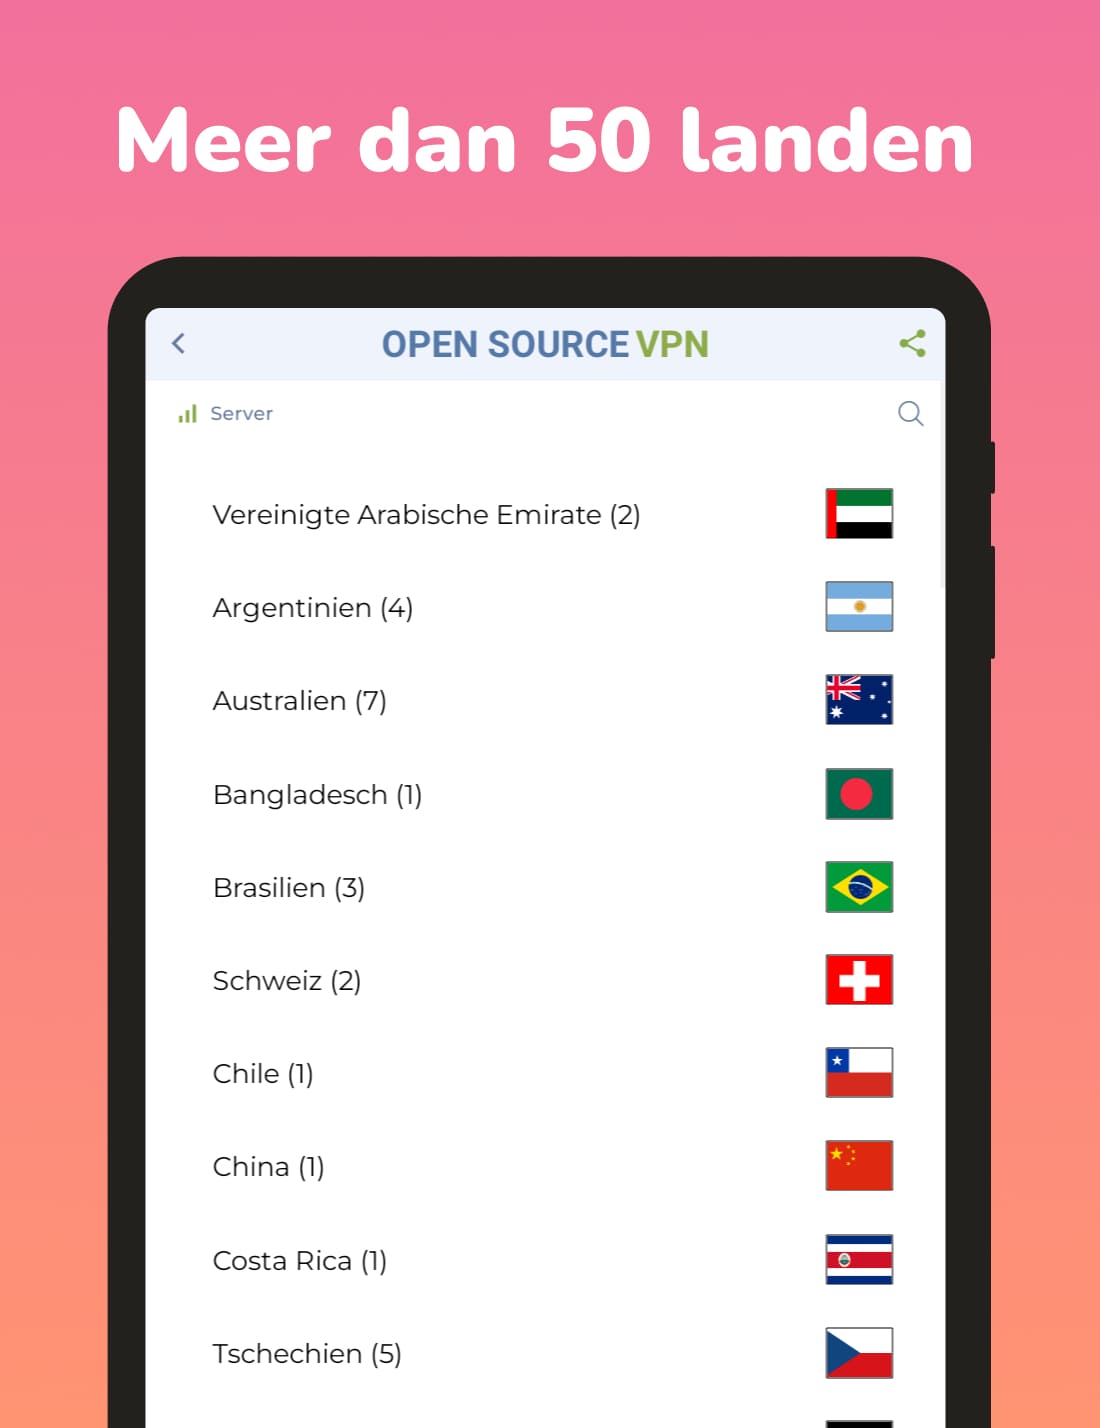 Meer dan 50 landen
OPEN SOURCE VPN
Server
Vereinigte Arabische Emirate (2)
Argentinien (4)
Australien (7)
Bangladesch (1)
Brasilien (3)
Schweiz (2)
Chile (1)
China (1)
Costa Rica (1)
Tschechien (5)